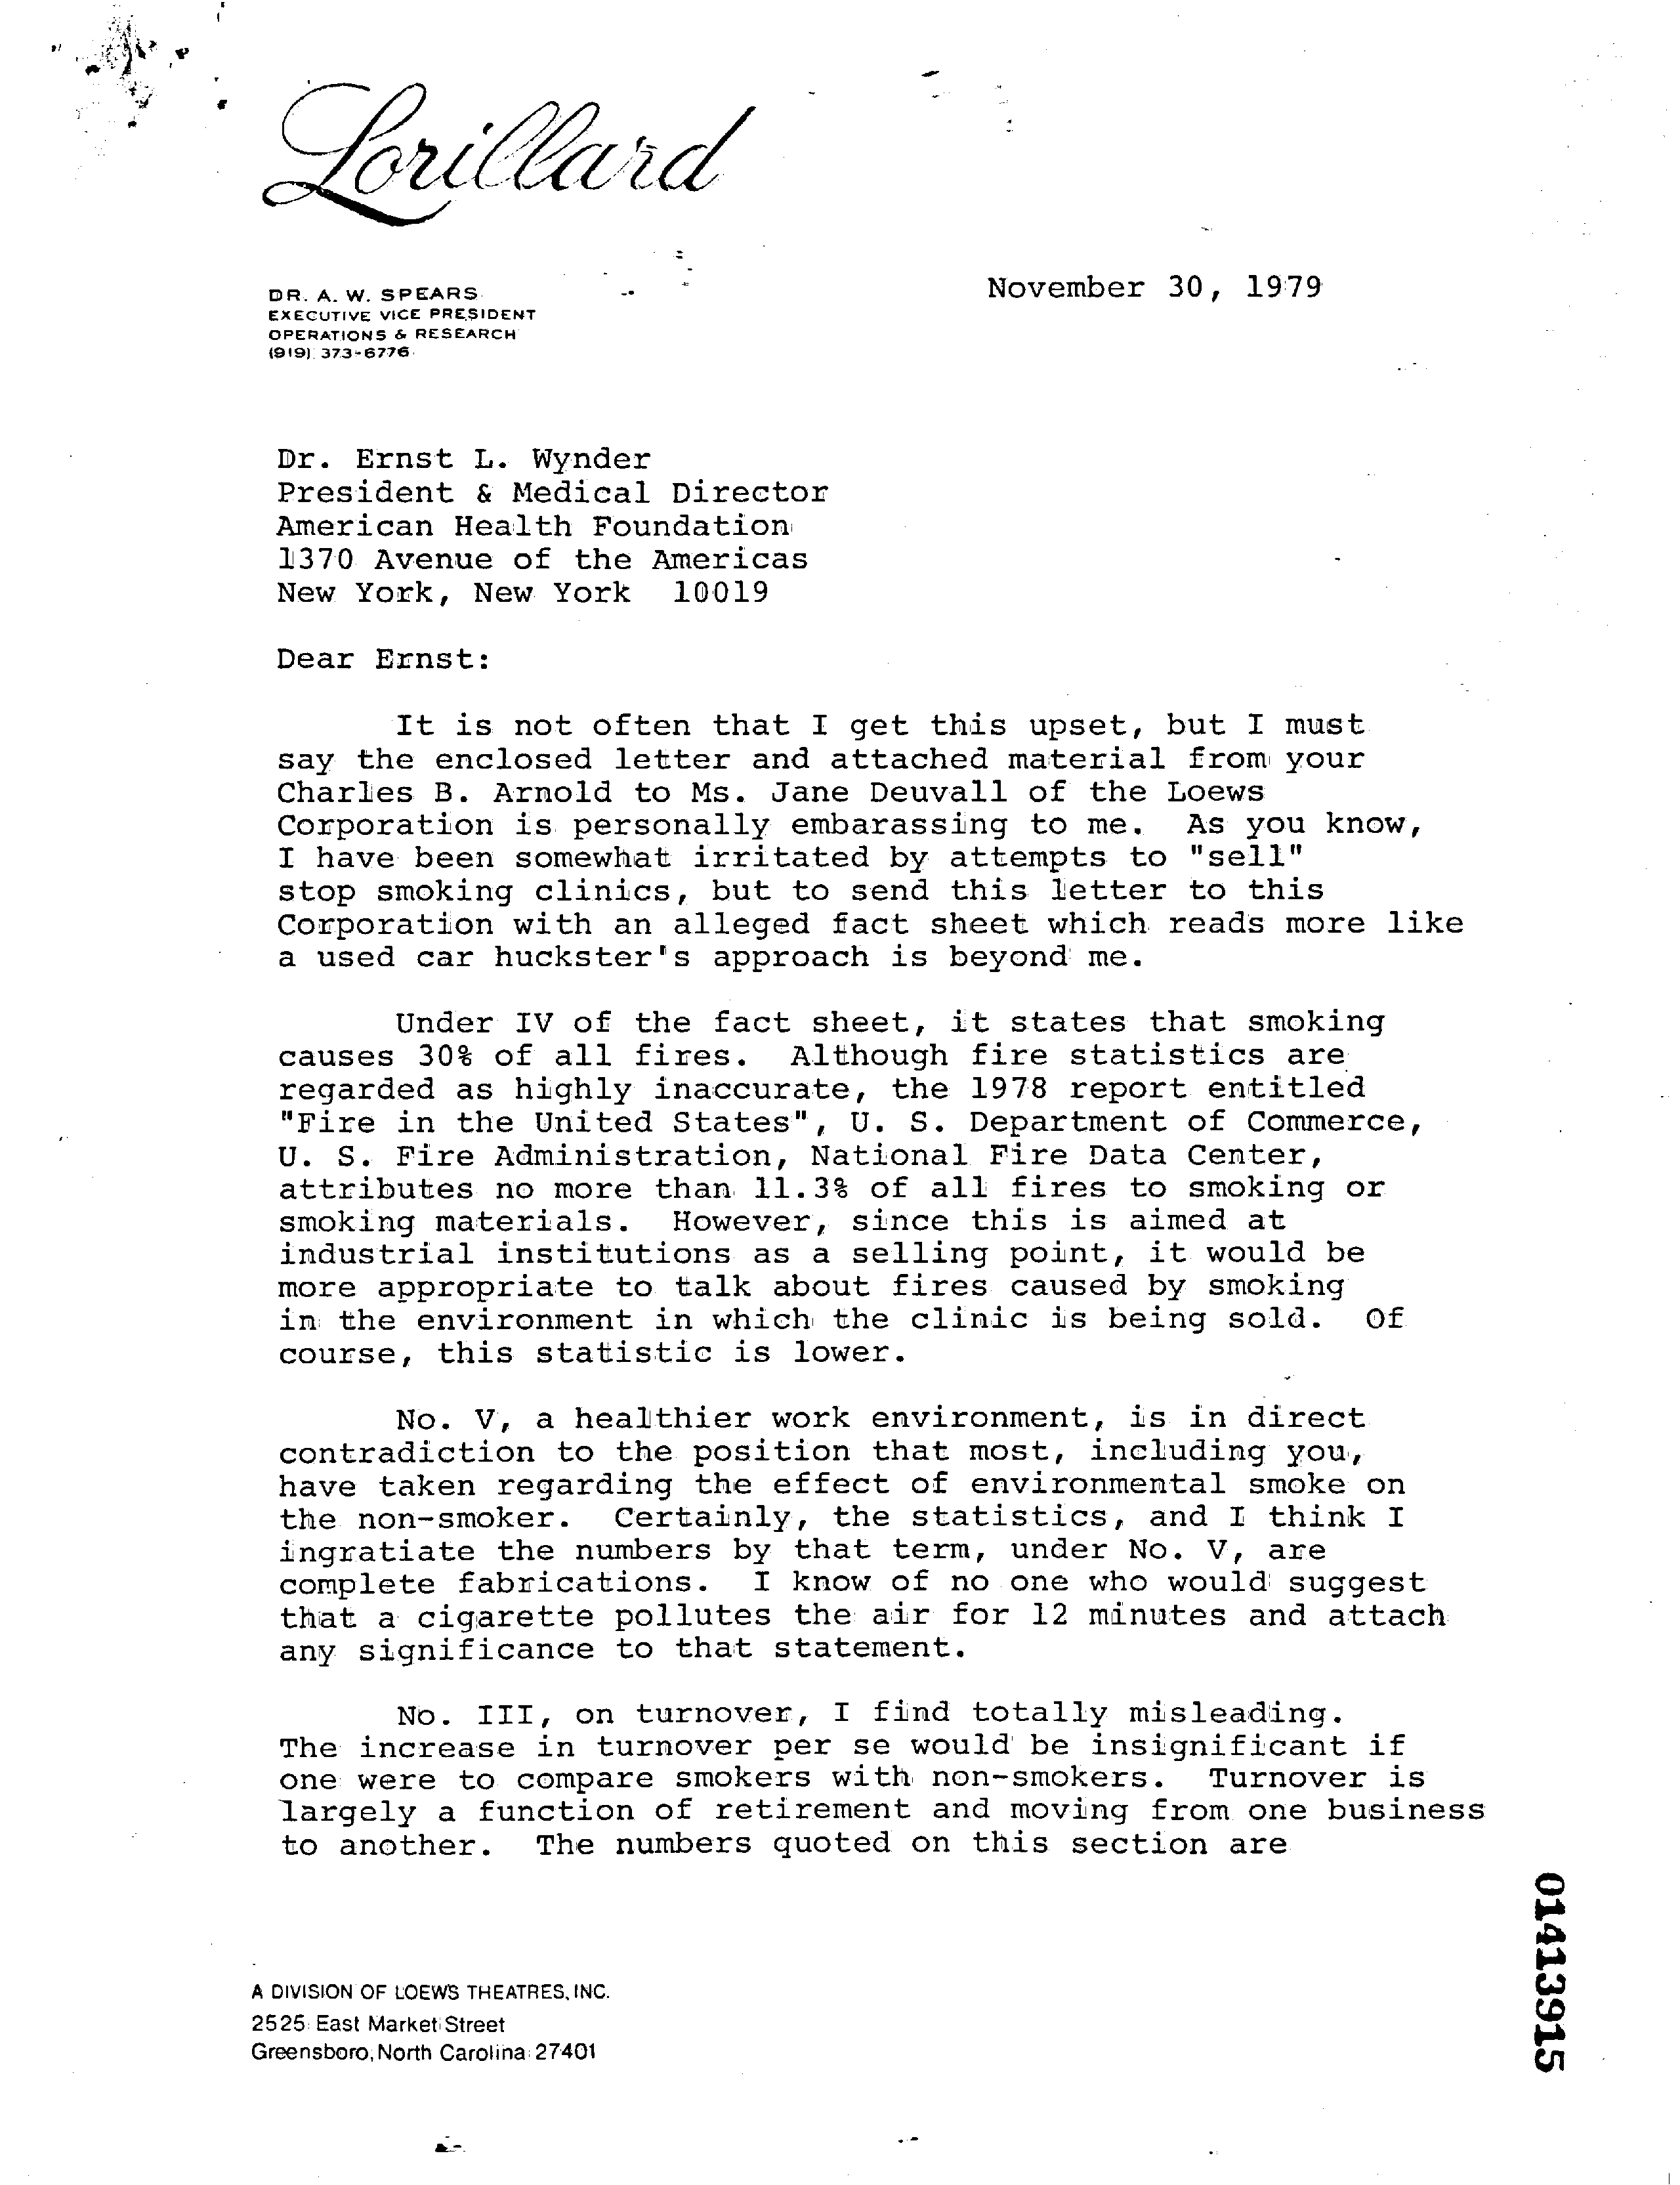 Lorillard
DR. A. W. SPEARS
EXECUTIVE VICE PRESIDENT
OPERATIONS & RESEARCH
(919) 373-6776
November 30, 1979
Dr. Ernst L. Wynder
President & Medical Director
American Health Foundation
1370 Avenue of the Americas
New York, New York 10019
Dear Ernst:
It is not often that I get this upset, but I must
say the enclosed letter and attached material from your
Charles B. Arnold to Ms. Jane Deuvall of the Loews
Corporation is personally embarassing to me. As you know,
I have been somewhat irritated by attempts to "sell"
stop smoking clinics, but to send this letter to this
Corporation with an alleged fact sheet which reads more like
a used car huckster's approach is beyond me.
Under IV of the fact sheet, it states that smoking
causes 30% of all fires. Although fire statistics are
regarded as highly inaccurate, the 1978 report entitled
"Fire in the United States", U. S. Department of Commerce,
U. S. Fire Administration, National Fire Data Center,
attributes no more than 11.3% of all fires to smoking or
smoking materials. However, since this is aimed at
industrial institutions as a selling point, it would be
more appropriate to talk about fires caused by smoking
in the environment in which the clinic is being sold. Of
course, this statistic is lower.
No. V, a healthier work environment, is in direct
contradiction to the position that most, including you,
have taken regarding the effect of environmental smoke on
the non-smoker. Certainly, the statistics, and I think I
ingratiate the numbers by that term, under No. V, are
complete fabrications. I know of no one who would suggest
that a cigarette pollutes the air for 12 minutes and attach
any significance to that statement.
No. III, on turnover, I find totally misleading.
The increase in turnover per se would be insignificant if
one were to compare smokers with non-smokers. Turnover is
largely a function of retirement and moving from one business
to another. The numbers quoted on this section are
A DIVISION OF LOEW'S THEATRES, INC.
2525 East Market Street
Greensboro, North Carolina 27401
01413915